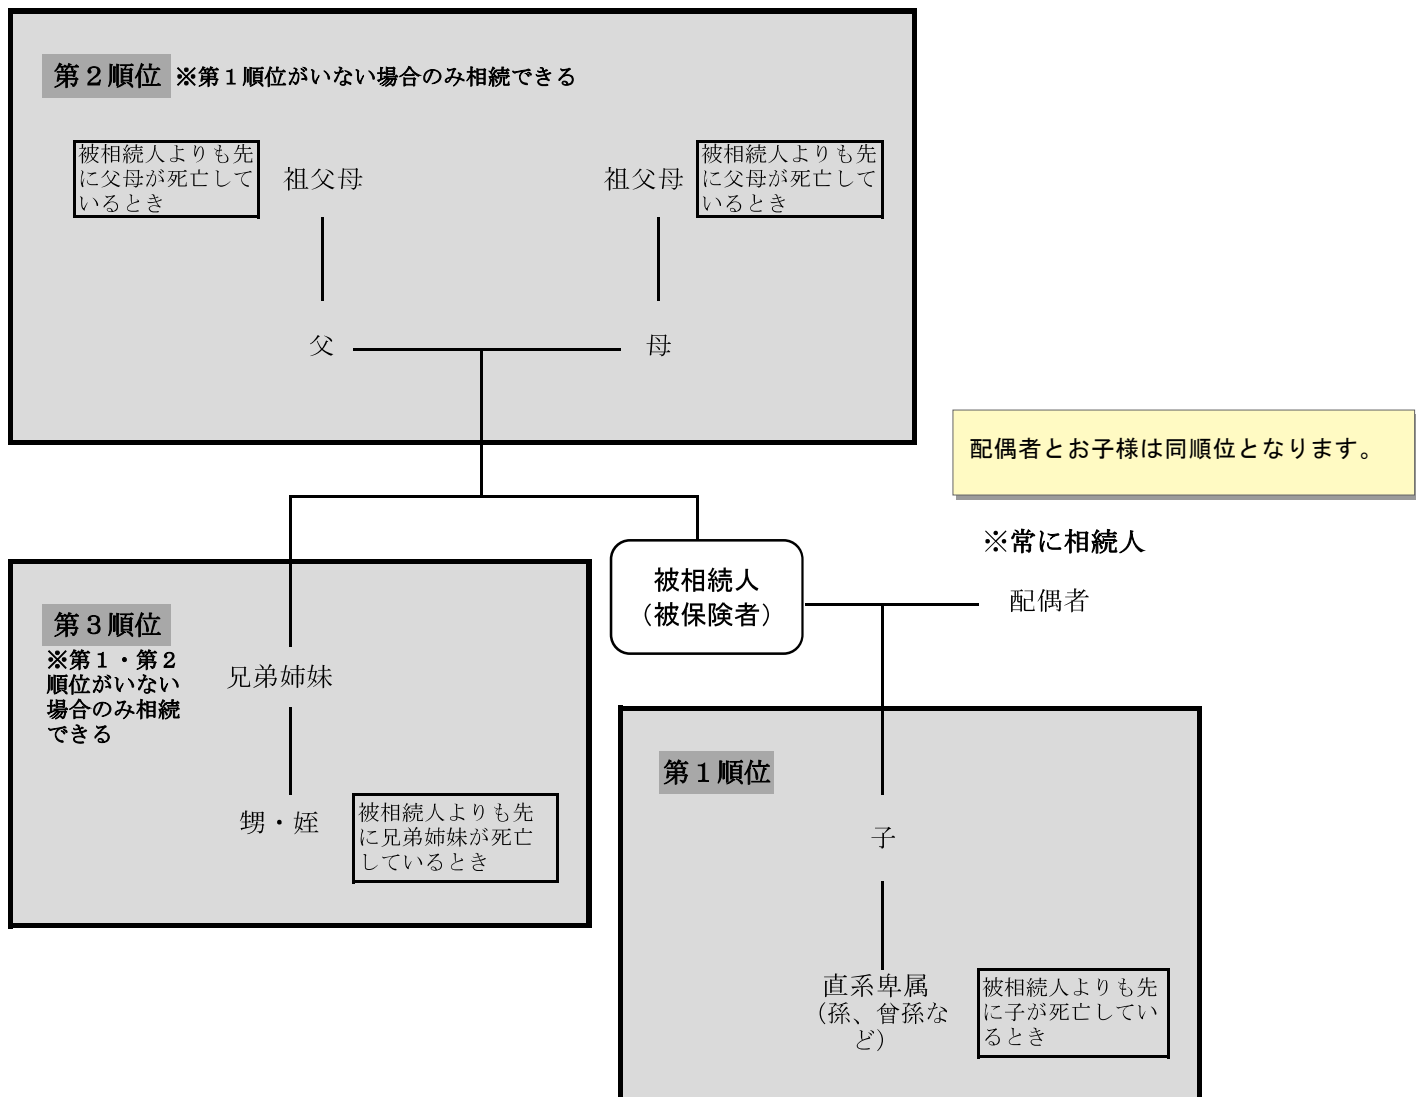 第２順位 ※第１順位がいない場合のみ相続できる
被相続人よりも先
に父母が死亡して
いるとき
祖父母
祖父母
被相続人よりも先
に父母が死亡して
いるとき
父
母
配偶者とお子様は同順位となります。
※常に相続人
配偶者
被相続人
（被保険者）
第３順位
※第１・第２
順位がいない
場合のみ相続
できる
兄弟姉妹
甥・姪
被相続人よりも先
に兄弟姉妹が死亡
しているとき
第１順位
子
直系卑属
（孫、曾孫な
ど）
被相続人よりも先
に子が死亡してい
るとき